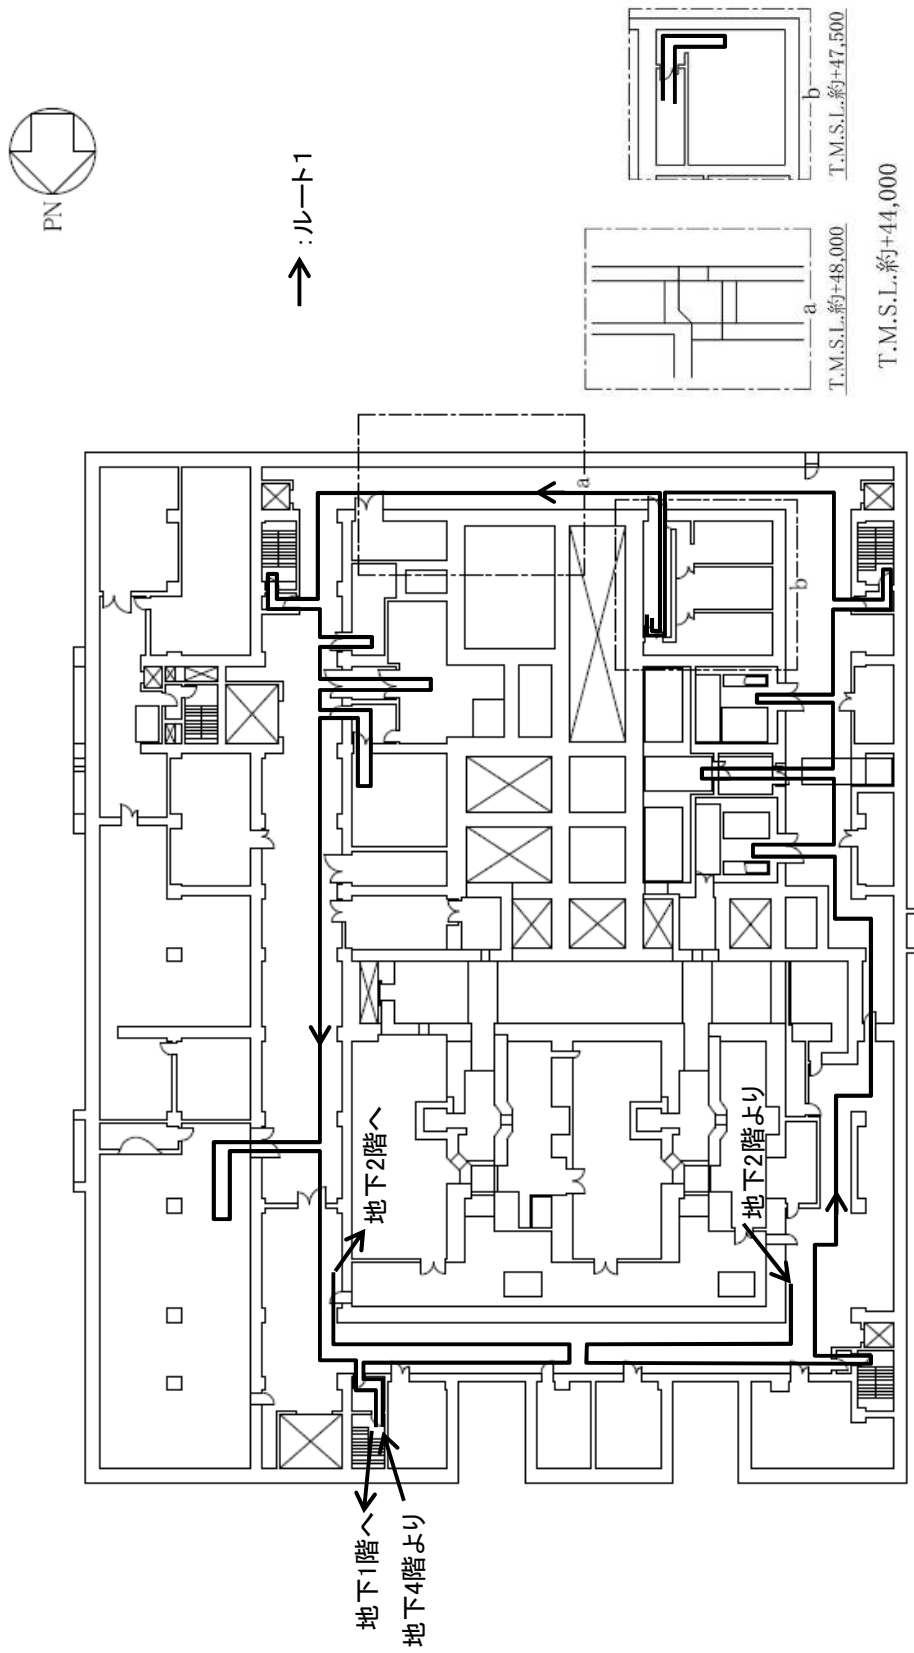 PN
→:ルート1
b
T.M.S.L.約+47,500
a
T.M.S.L.約+48,000
T.M.S.L.約+44,000
a
b
地下2階へ
地下2階より
地下1階へ
地下4階より